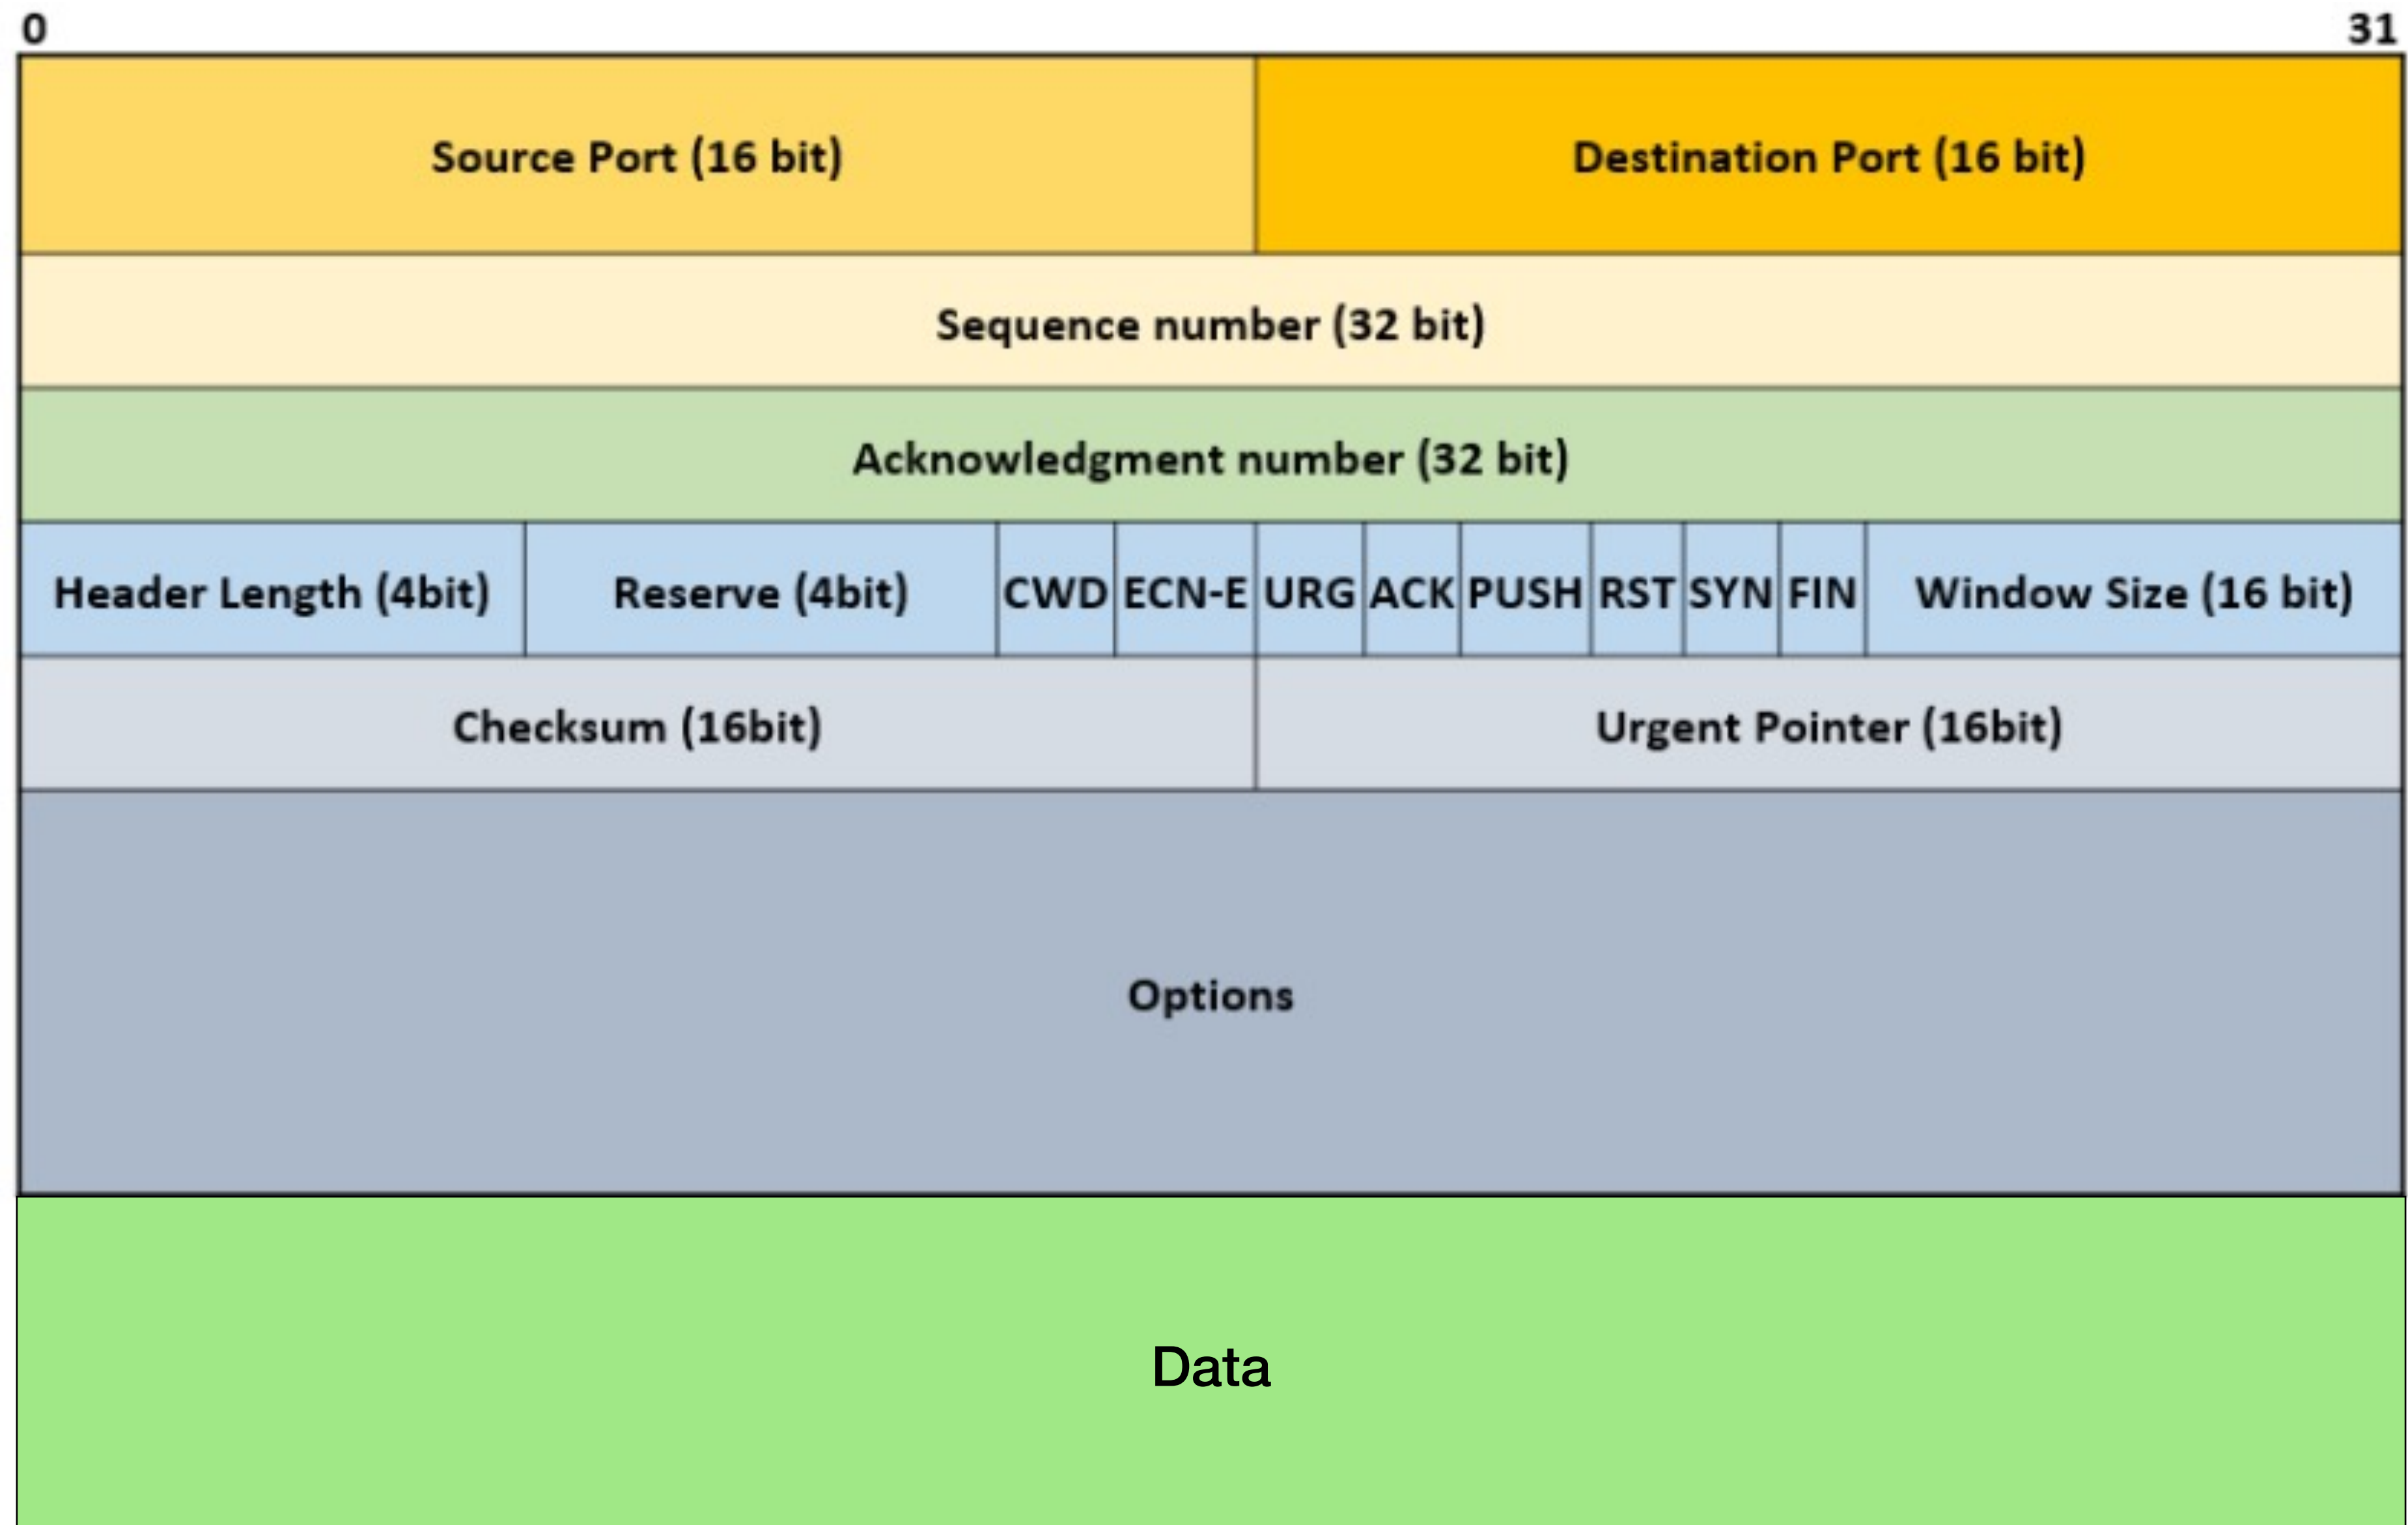 0 31
Source Port (16 bit) Destination Port (16 bit)
Sequence number (32 bit)
Acknowledgment number (32 bit)
Header Length (4bit) Reserve (4bit) CWD ECN-E URG ACK PUSH RST SYN FIN Window Size (16 bit)
Checksum (16bit) Urgent Pointer (16bit)
Options
Data